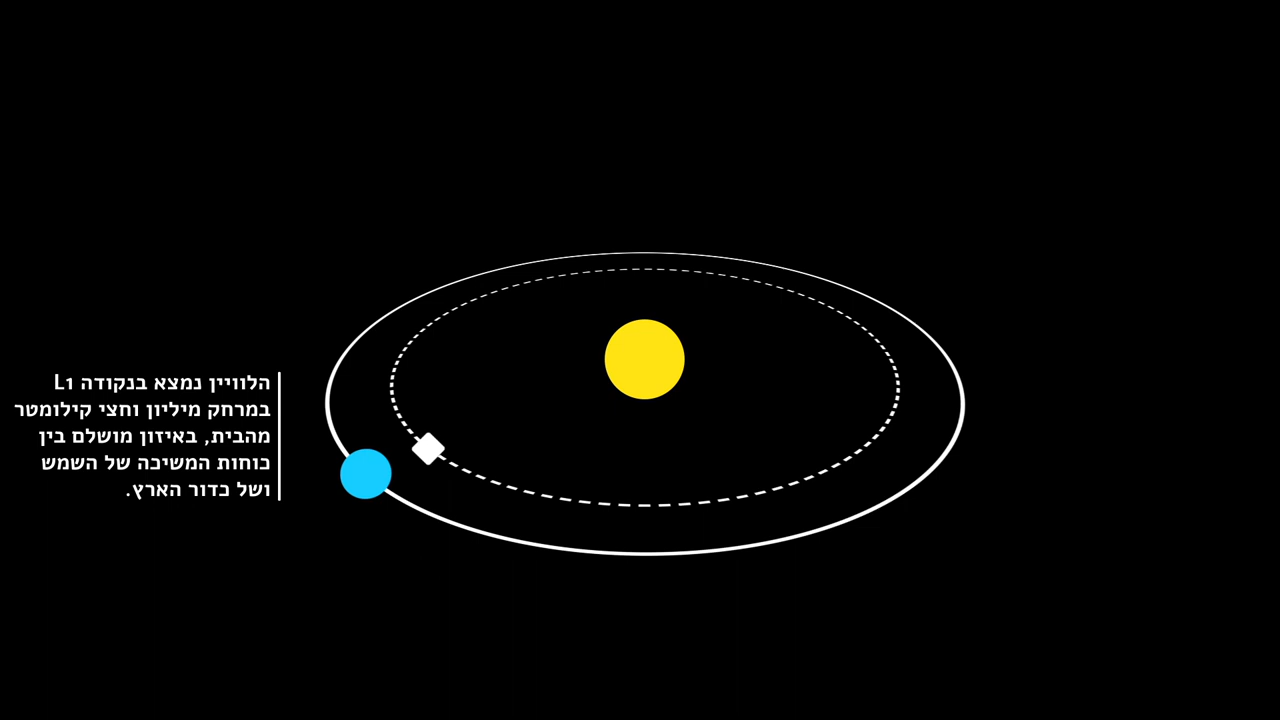 הלוויין נמצא בנקודה L1
במרחק מיליון וחצי קילומטר
מהבית, באיזון מושלם בין
כוחות המשיכה של השמש
ושל כדור הארץ.